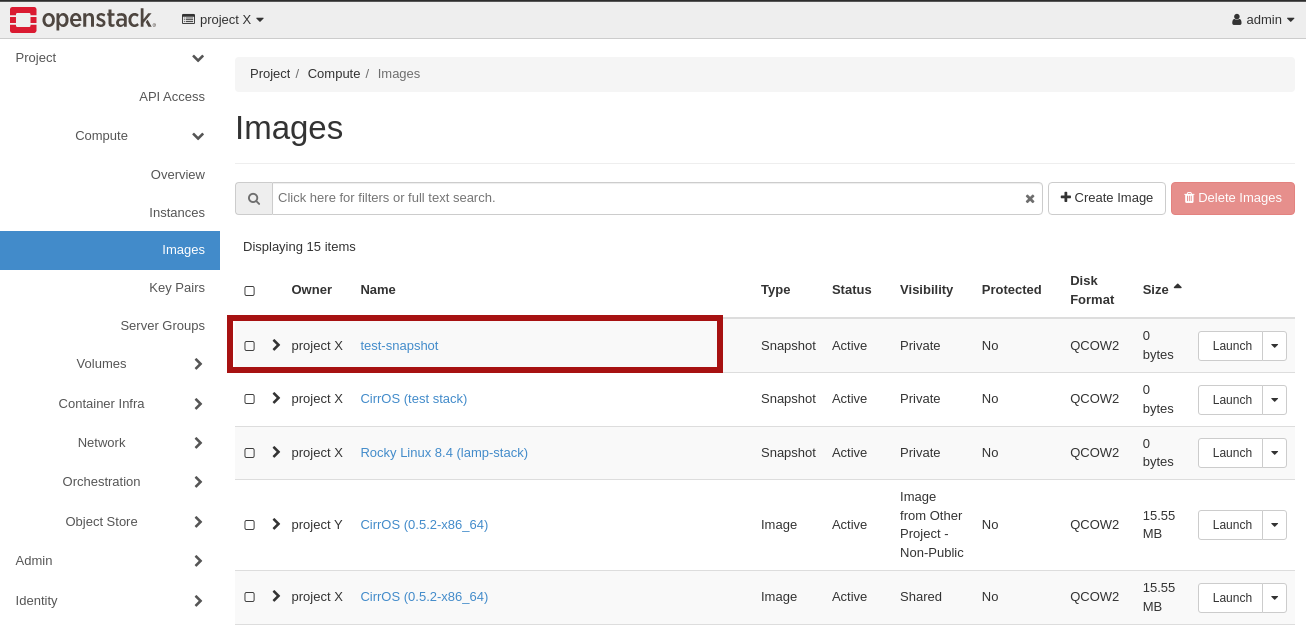 openstack. project X admin
Project
API Access
Compute
Overview
Instances
Images
Key Pairs
Server Groups
Volumes
Container Infra
Network
Orchestration
Object Store
Admin
Identity
Project / Compute / Images
Images
Click here for filters or full text search. Create Image Delete Images
Displaying 15 items
Owner Name Type Status Visibility Protected Disk Format Size
project X test-snapshot Snapshot Active Private No QCOW2 0 bytes Launch
project X CirrOS (test stack) Snapshot Active Private No QCOW2 0 bytes Launch
project X Rocky Linux 8.4 (lamp-stack) Snapshot Active Private No QCOW2 0 bytes Launch
project Y CirrOS (0.5.2-x86_64) Image Active Image from Other Project - Non-Public No QCOW2 15.55 MB Launch
project X CirrOS (0.5.2-x86_64) Image Active Shared No QCOW2 15.55 MB Launch